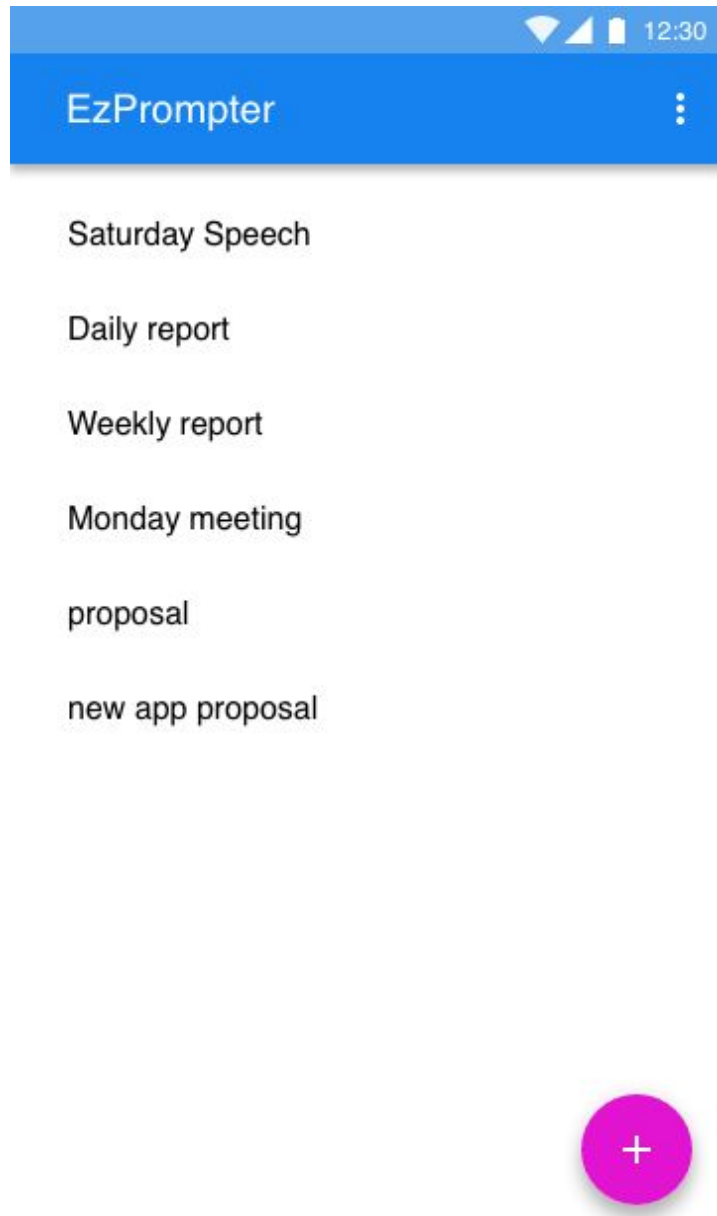 12:30
EzPrompter
Saturday Speech
Daily report
Weekly report
Monday meeting
proposal
new app proposal
+